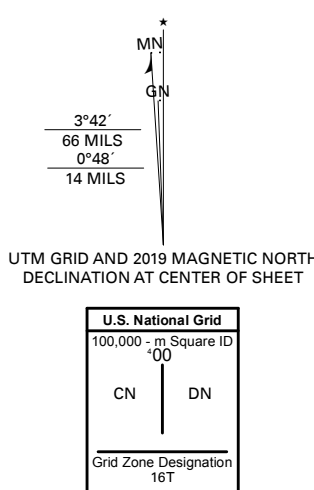 ★
MN
GN
3°42´
66 MILS
0°48´
14 MILS
UTM GRID AND 2019 MAGNETIC NORTH
DECLINATION AT CENTER OF SHEET
U.S. National Grid
100,000 - m Square ID
⁴00
CN DN
Grid Zone Designation
16T